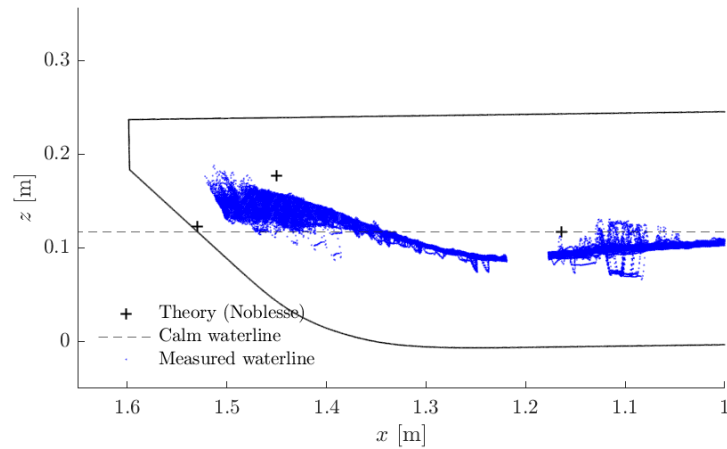 0.3
0.2
0.1
0
z [m]
Theory (Noblesse)
Calm waterline
Measured waterline
1.6 1.5 1.4 1.3 1.2 1.1 1
x [m]